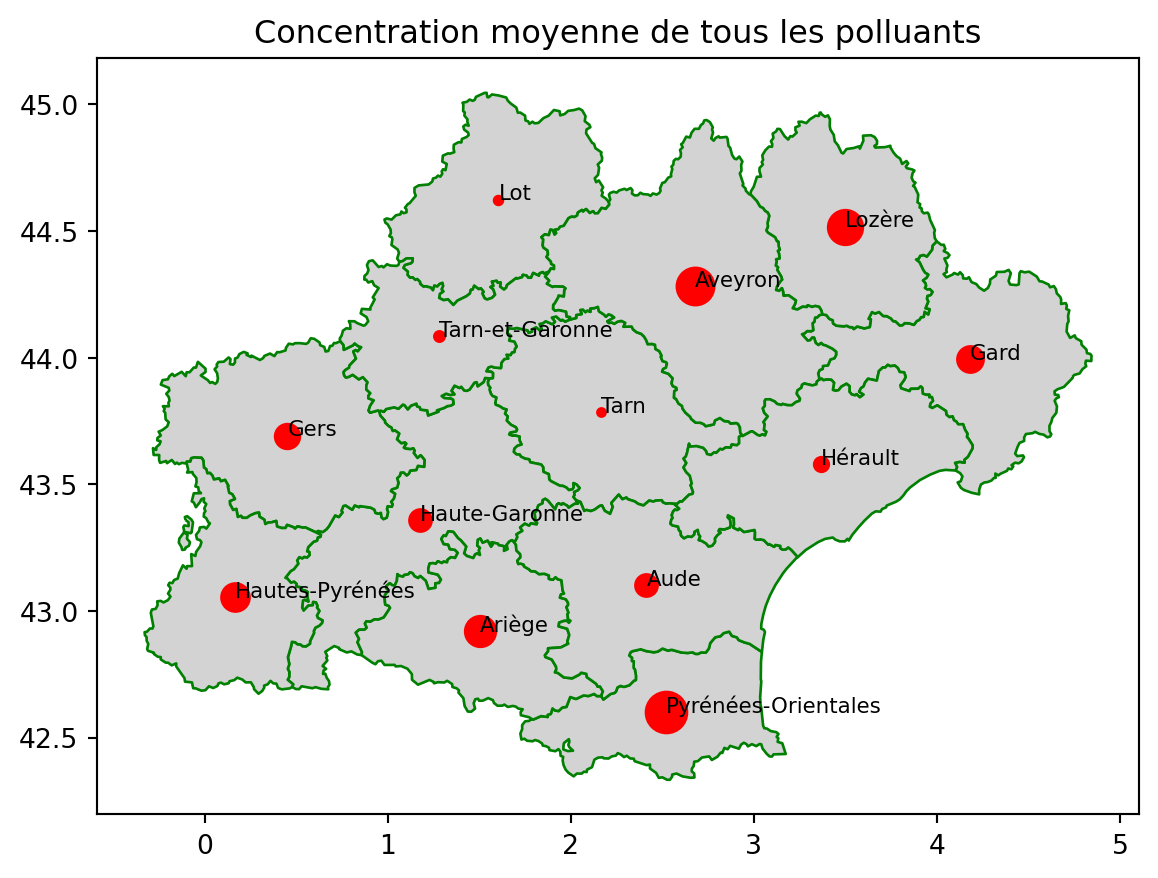 Concentration moyenne de tous les polluants
45.0
44.5
44.0
43.5
43.0
42.5
Lot
Lozère
Aveyron
Tarn-et-Garonne
Gard
Tarn
Gers
Hérault
Haute-Garonne
Hautes-Pyrénées
Aude
Ariège
Pyrénées-Orientales
0 1 2 3 4 5